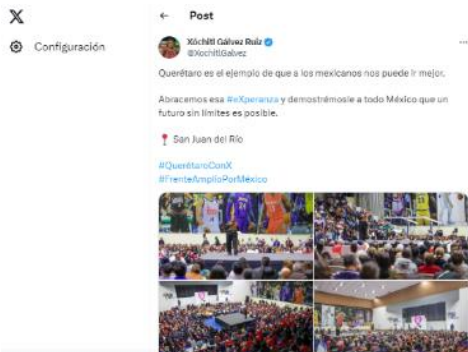 X
Configuración
← Post
Xóchitl Gálvez Ruiz
@XochitlGalvez
...
Querétaro es el ejemplo de que a los mexicanos nos puede ir mejor.
Abracemos esa #eXperanza y demostrémosle a todo México que un
futuro sin límites es posible.
San Juan del Río
#QuerétaroConX
#FrenteAmplioPorMéxico